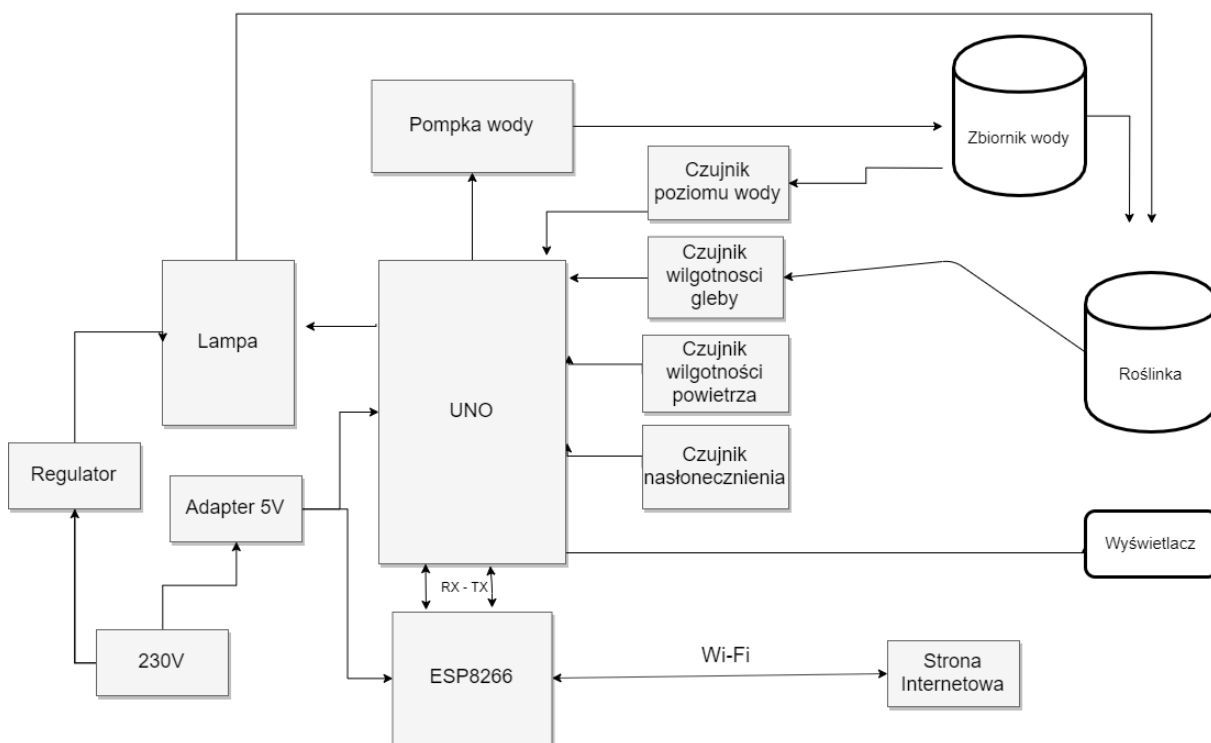 Pompka wody
Zbiornik wody
Czujnik
poziomu wody
Czujnik
wilgotnosci
gleby
Lampa
Czujnik
wilgotności
powietrza
Roślinka
UNO
Czujnik
nasłonecznienia
Regulator
Adapter 5V
Wyświetlacz
RX - TX
230V
ESP8266
Wi-Fi
Strona
Internetowa